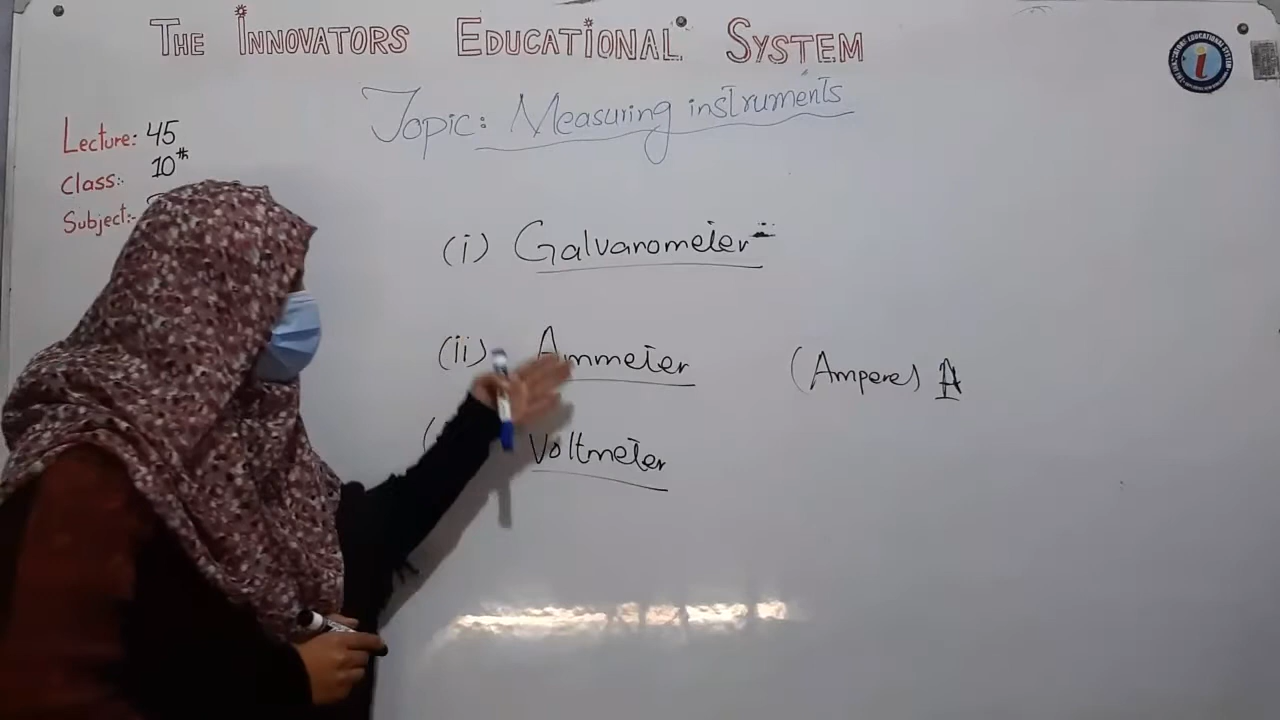 THE INNOVATORS EDUCATIONAL SYSTEM
Topic: Measuring instruments
Lecture: 45
Class:- 10th
Subject:-
(i) Galvanometer
(ii) Ammeter (Ampere) A
Voltmeter